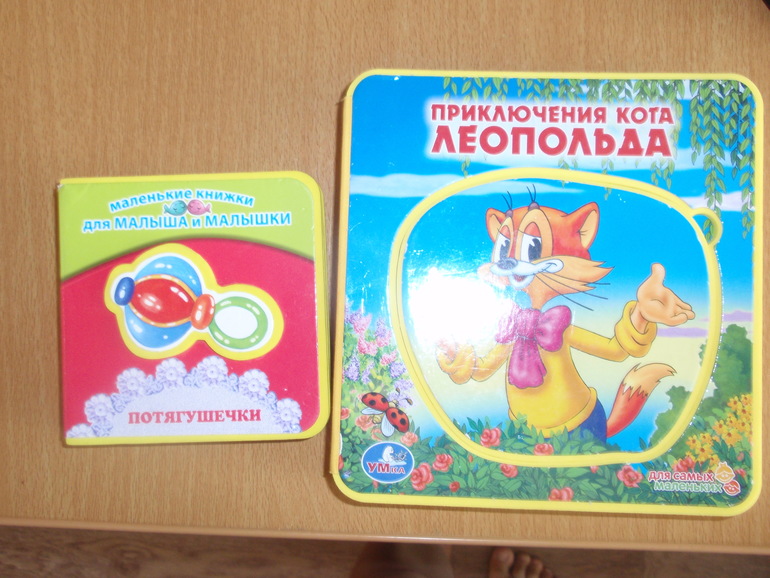 маленькие книжки
для МАЛЫША и МАЛЫШКИ
ПОТЯГУШЕЧКИ
ПРИКЛЮЧЕНИЯ КОТА
ЛЕОПОЛЬДА
УМКА
для самых
маленьких